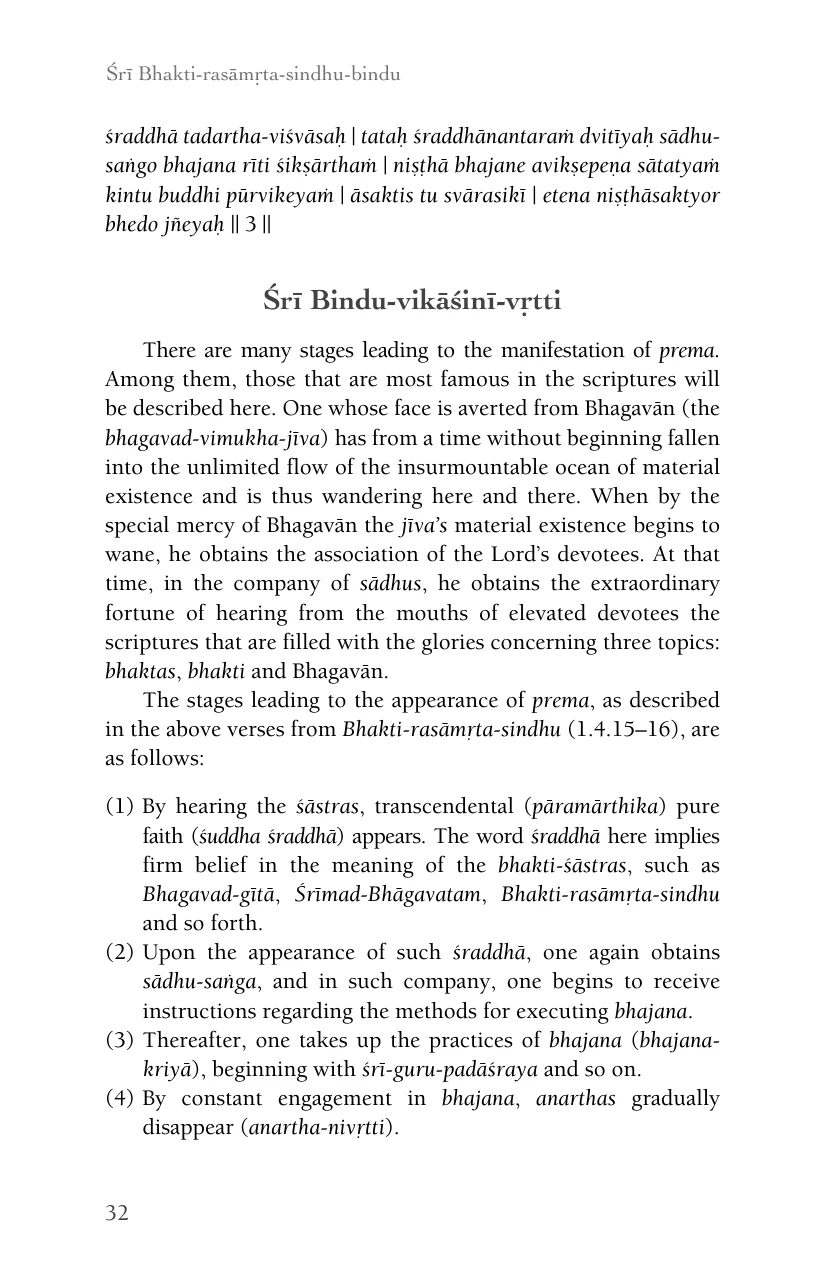 Śrī Bhakti-rasāmṛta-sindhu-bindu
śraddhā tadartha-viśvāsaḥ | tataḥ śraddhānantaraṁ dvitīyaḥ sādhu-
saṅgo bhajana rīti śikṣārthaṁ | niṣṭhā bhajane avikṣepeṇa sātatyaṁ
kintu buddhi pūrvikeyaṁ | āsaktis tu svārasikī | etena niṣṭhāsaktyor
bhedo jñeyaḥ || 3 ||
Śrī Bindu-vikāśinī-vṛtti
There are many stages leading to the manifestation of prema.
Among them, those that are most famous in the scriptures will
be described here. One whose face is averted from Bhagavān (the
bhagavad-vimukha-jīva) has from a time without beginning fallen
into the unlimited flow of the insurmountable ocean of material
existence and is thus wandering here and there. When by the
special mercy of Bhagavān the jīva’s material existence begins to
wane, he obtains the association of the Lord’s devotees. At that
time, in the company of sādhus, he obtains the extraordinary
fortune of hearing from the mouths of elevated devotees the
scriptures that are filled with the glories concerning three topics:
bhaktas, bhakti and Bhagavān.
The stages leading to the appearance of prema, as described
in the above verses from Bhakti-rasāmṛta-sindhu (1.4.15–16), are
as follows:
(1) By hearing the śāstras, transcendental (pāramārthika) pure
faith (śuddha śraddhā) appears. The word śraddhā here implies
firm belief in the meaning of the bhakti-śāstras, such as
Bhagavad-gītā, Śrīmad-Bhāgavatam, Bhakti-rasāmṛta-sindhu
and so forth.
(2) Upon the appearance of such śraddhā, one again obtains
sādhu-saṅga, and in such company, one begins to receive
instructions regarding the methods for executing bhajana.
(3) Thereafter, one takes up the practices of bhajana (bhajana-
kriyā), beginning with śrī-guru-padāśraya and so on.
(4) By constant engagement in bhajana, anarthas gradually
disappear (anartha-nivṛtti).
32